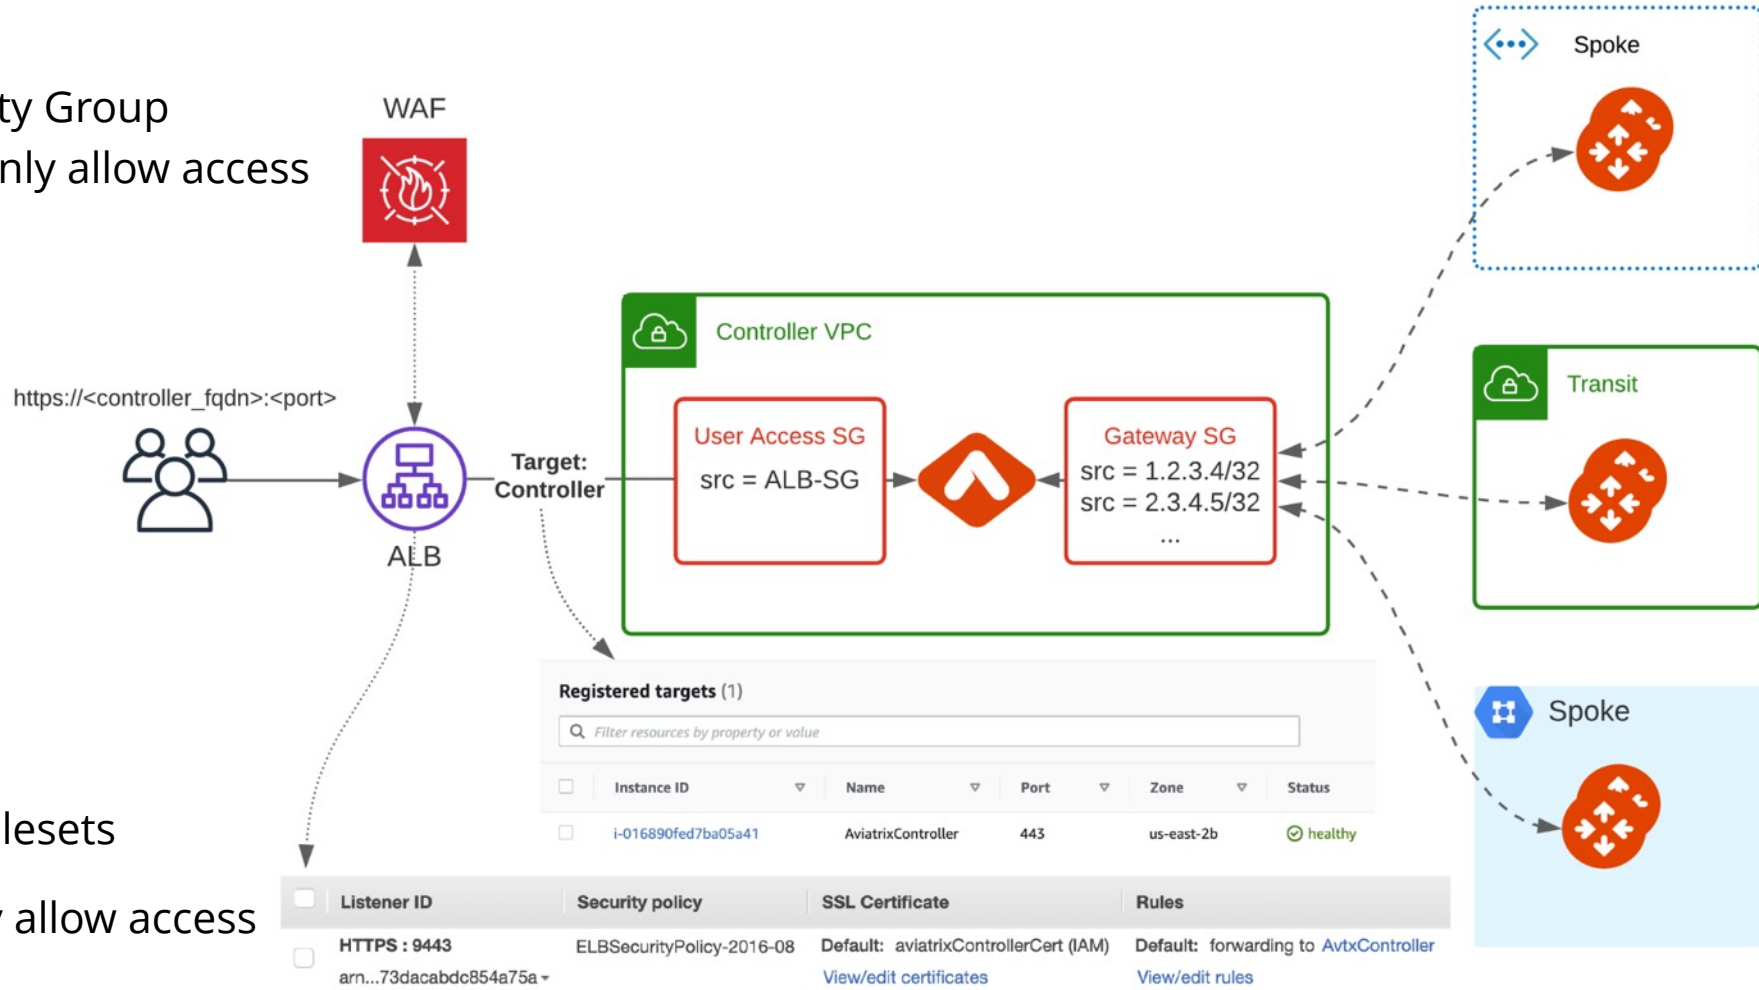 ty Group
nly allow access
WAF
Spoke
Controller VPC
https://<controller_fqdn>:<port>
Transit
User Access SG
src = ALB-SG
Gateway SG
src = 1.2.3.4/32
src = 2.3.4.5/32
...
Target:
Controller
ALB
Registered targets (1)
Filter resources by property or value
Instance ID Name Port Zone Status
i-016890fed7ba05a41 AviatrixController 443 us-east-2b healthy
Spoke
lesets
allow access
Listener ID Security policy SSL Certificate Rules
HTTPS : 9443 ELBSecurityPolicy-2016-08 Default: aviatrixControllerCert (IAM) Default: forwarding to AvtxController
arn...73dacabdc854a75a View/edit certificates View/edit rules